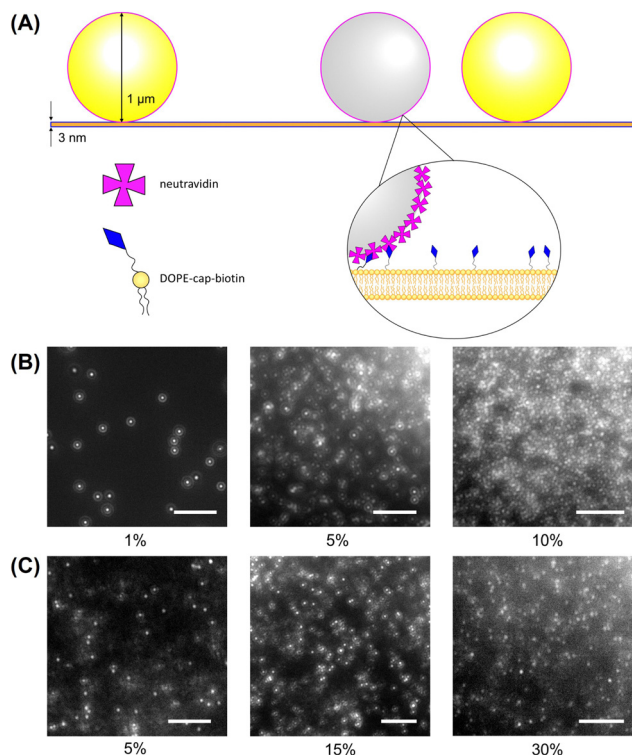 (A)
1 µm
3 nm
neutravidin
DOPE-cap-biotin
(B)
1%
5%
10%
(C)
5%
15%
30%